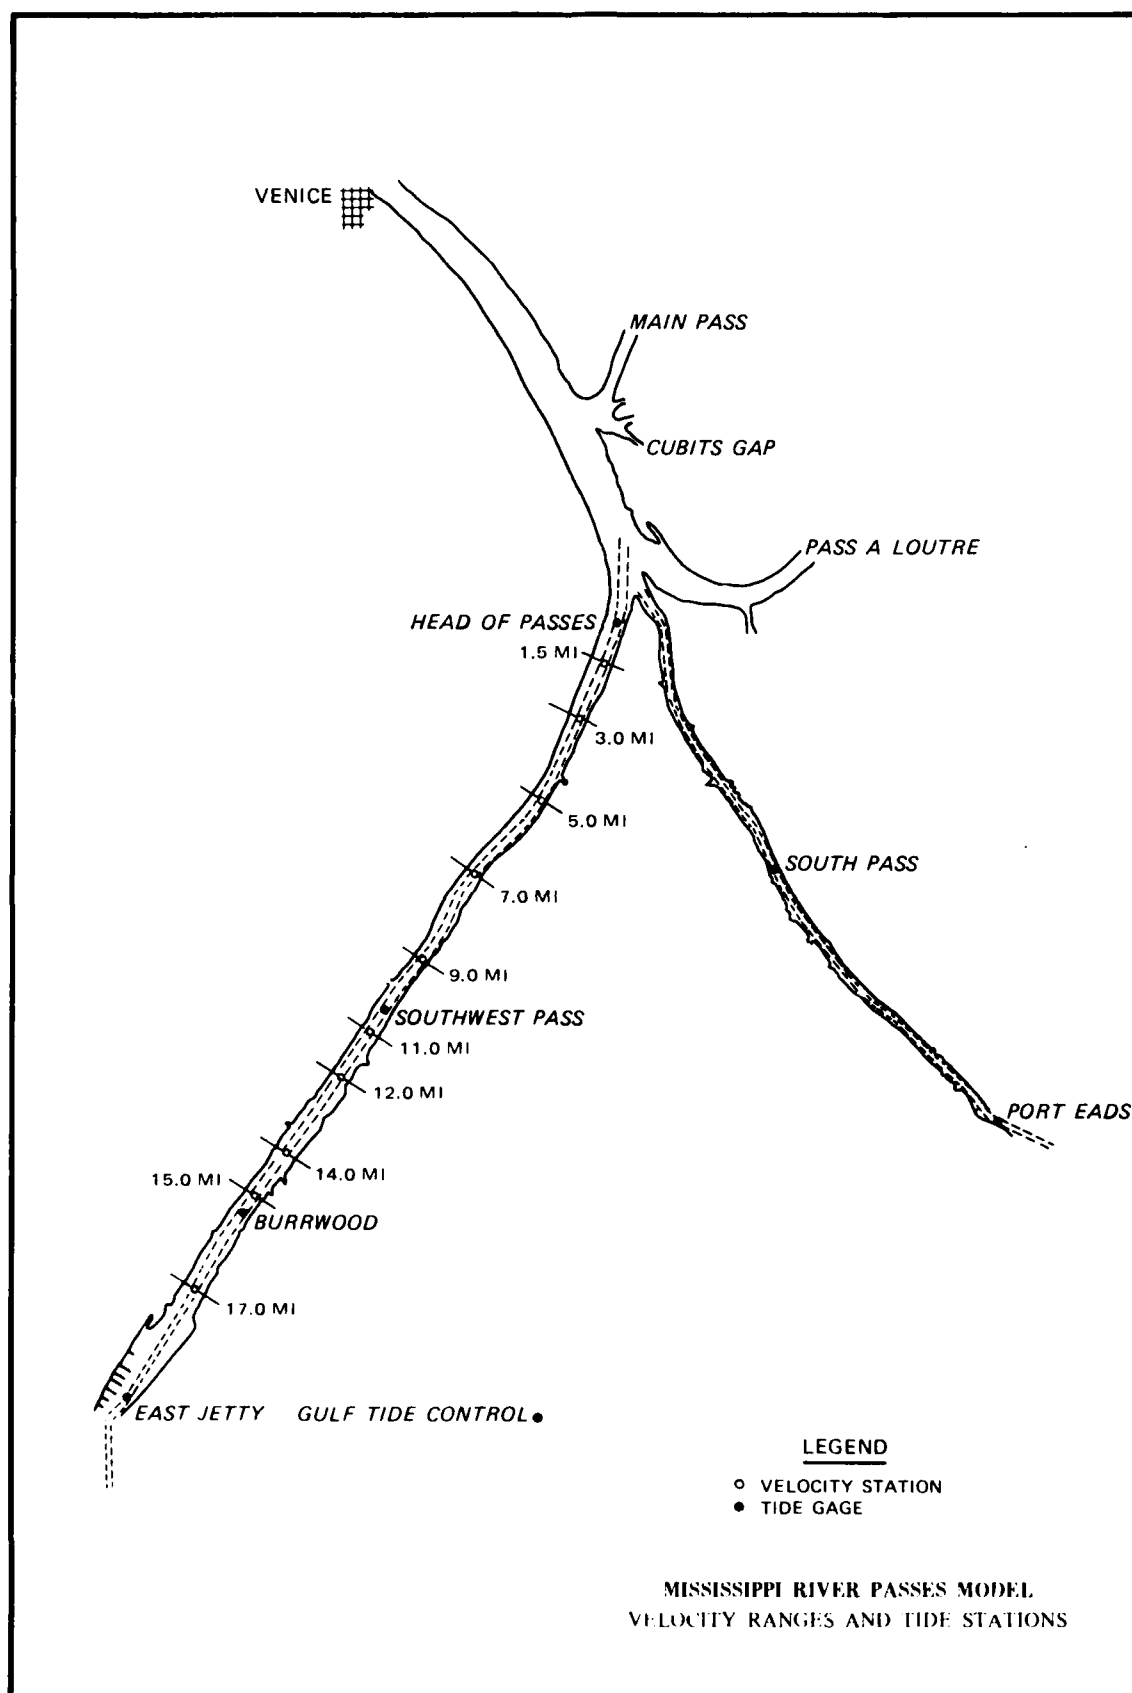 VENICE
MAIN PASS
CUBITS GAP
PASS A LOUTRE
HEAD OF PASSES
1.5 MI
3.0 MI
5.0 MI
7.0 MI
SOUTH PASS
9.0 MI
SOUTHWEST PASS
11.0 MI
12.0 MI
PORT EADS
14.0 MI
15.0 MI
BURRWOOD
17.0 MI
EAST JETTY
GULF TIDE CONTROL
LEGEND
VELOCITY STATION
TIDE GAGE
MISSISSIPPI RIVER PASSES MODEL
VELOCITY RANGES AND TIDE STATIONS